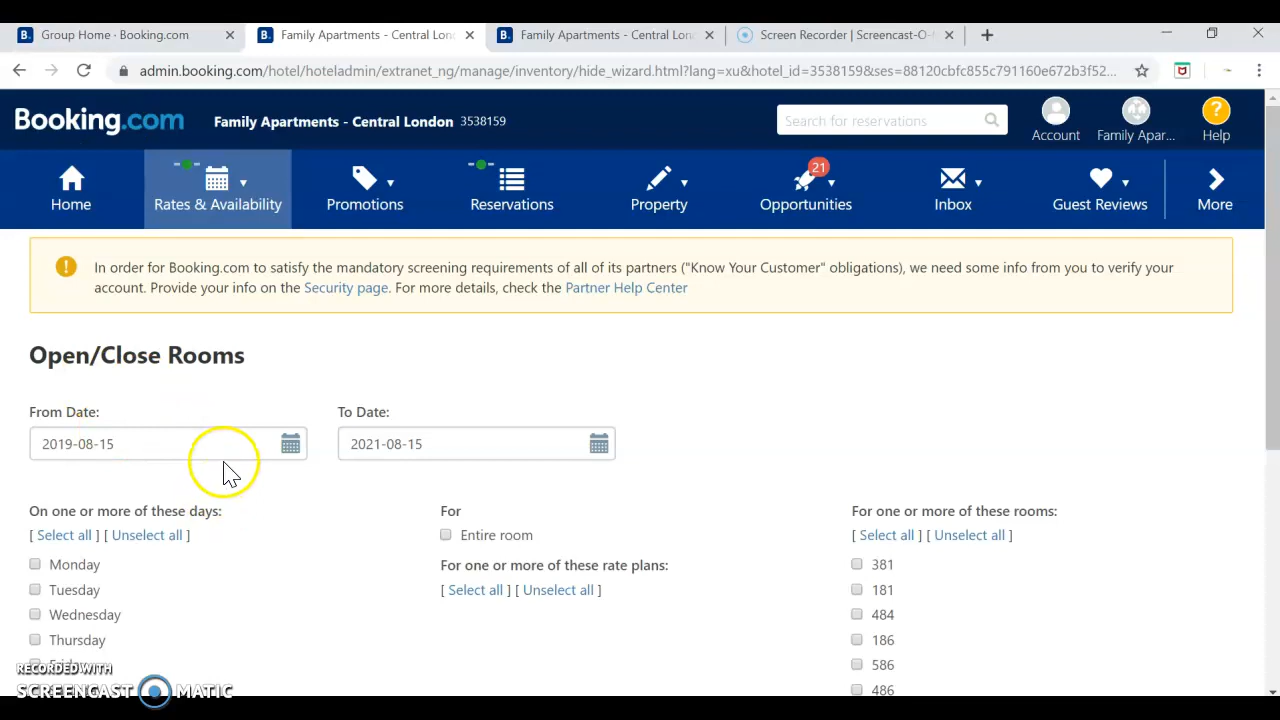 B. Group Home · Booking.com
B. Family Apartments - Central Lon
B. Family Apartments - Central Lon
Screen Recorder | Screencast-O-
admin.booking.com/hotel/hoteladmin/extranet_ng/manage/inventory/hide_wizard.html?lang=xu&hotel_id=3538159&ses=88120cbfc855c791160e672b3f52...
Booking.com
Family Apartments - Central London 3538159
Search for reservations
Account
Family Apar...
?
Help
Home
Rates & Availability
Promotions
Reservations
Property
21
Opportunities
Inbox
Guest Reviews
More
In order for Booking.com to satisfy the mandatory screening requirements of all of its partners ("Know Your Customer" obligations), we need some info from you to verify your
account. Provide your info on the Security page. For more details, check the Partner Help Center
Open/Close Rooms
From Date:
To Date:
2019-08-15
2021-08-15
On one or more of these days:
[ Select all ] [ Unselect all ]
Monday
Tuesday
Wednesday
Thursday
For
Entire room
For one or more of these rate plans:
[ Select all ] [ Unselect all ]
For one or more of these rooms:
[ Select all ] [ Unselect all ]
381
181
484
186
586
486
RECORDED WITH
SCREENCAST MATIC